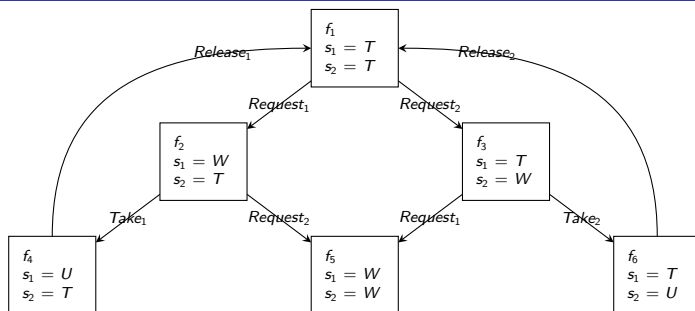 f₁
s₁ = T
s₂ = T
Release₁
Release₂
Request₁
Request₂
f₂
s₁ = W
s₂ = T
f₃
s₁ = T
s₂ = W
Take₁
Request₂
Request₁
Take₂
f₄
s₁ = U
s₂ = T
f₅
s₁ = W
s₂ = W
f₆
s₁ = T
s₂ = U